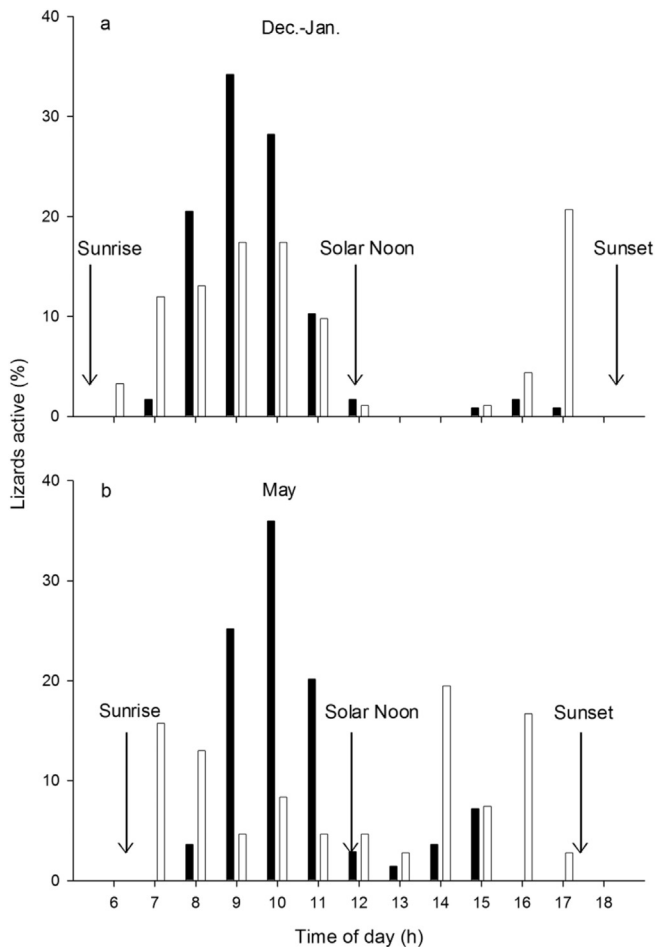 a
Dec.-Jan.
40
30
20
10
0
Sunrise
Solar Noon
Sunset
Lizards active (%)
b
May
40
30
20
10
0
Sunrise
Solar Noon
Sunset
6 7 8 9 10 11 12 13 14 15 16 17 18
Time of day (h)